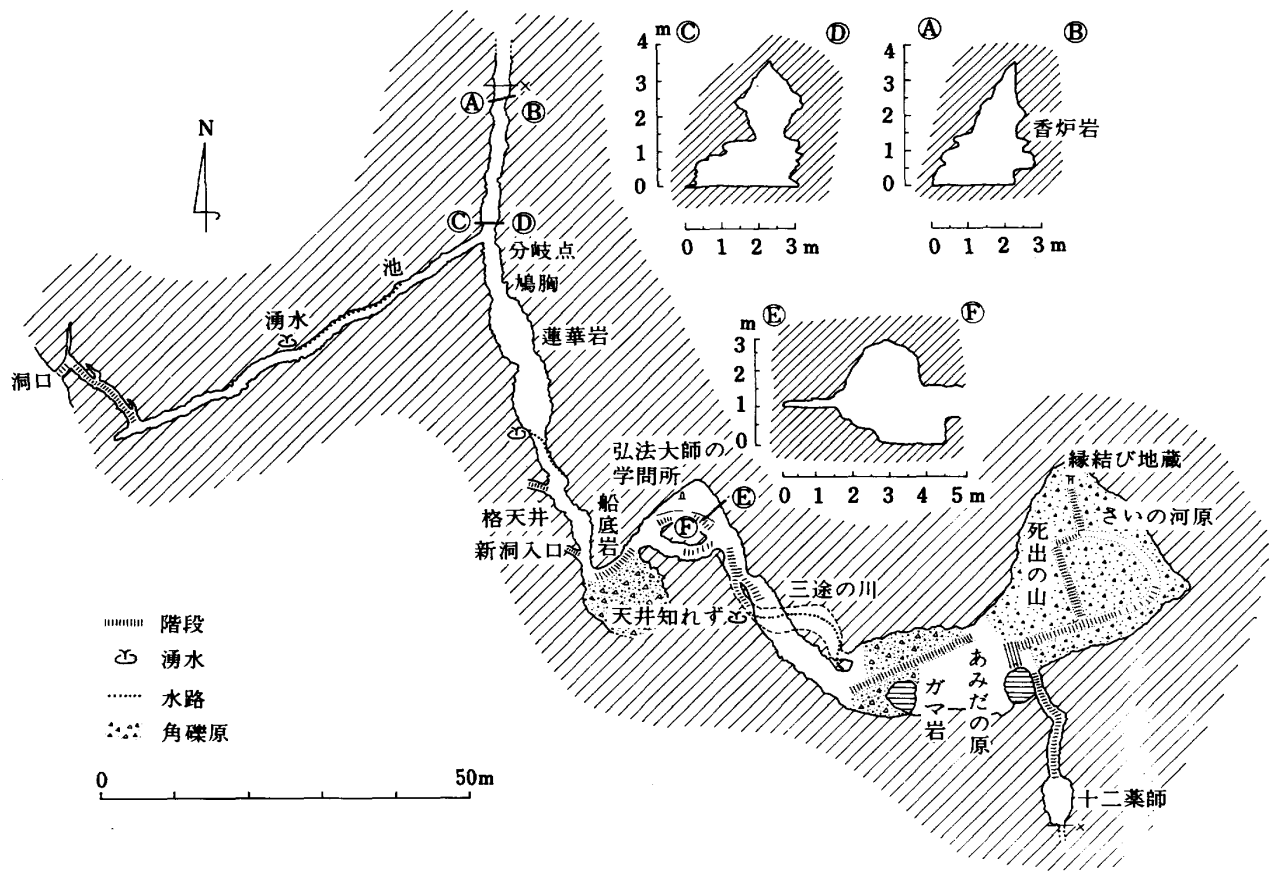 m Ⓒ Ⓓ
4
3
2
1
0
0 1 2 3 m
Ⓐ Ⓑ
4
3
2
1
0
香炉岩
0 1 2 3 m
N
Ⓐ Ⓑ
Ⓒ Ⓓ
分岐点
鳩胸
池
湧水
蓮華岩
洞口
Ⓔ Ⓕ
m
3
2
1
0
0 1 2 3 4 5 m
弘法大師の
学問所
Ⓔ
Ⓕ
船底岩
格天井
新洞入口
天井知れず
三途の川
縁結び地蔵
さいの河原
死出の山
あみだの原
ガマ岩
十二薬師
階段
湧水
水路
角礫原
0 50m